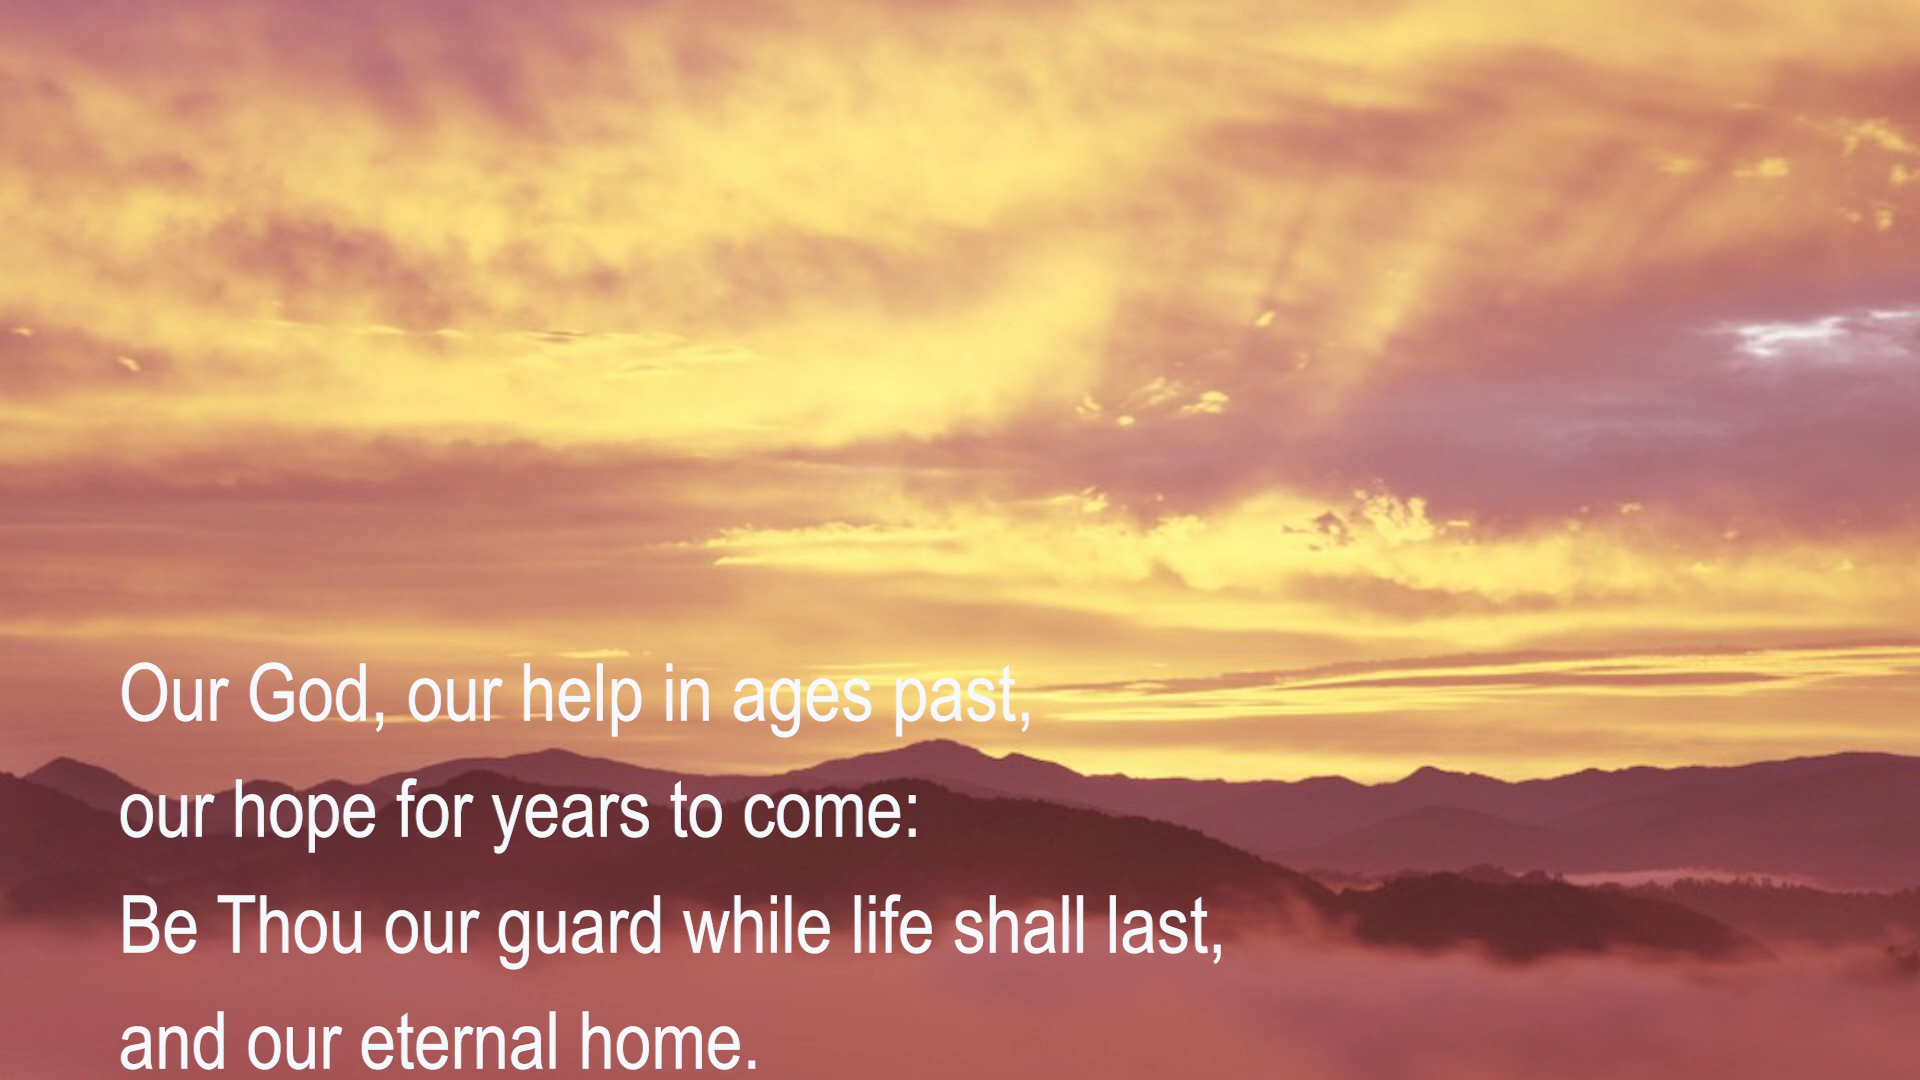 Our God, our help in ages past,
our hope for years to come:
Be Thou our guard while life shall last,
and our eternal home.